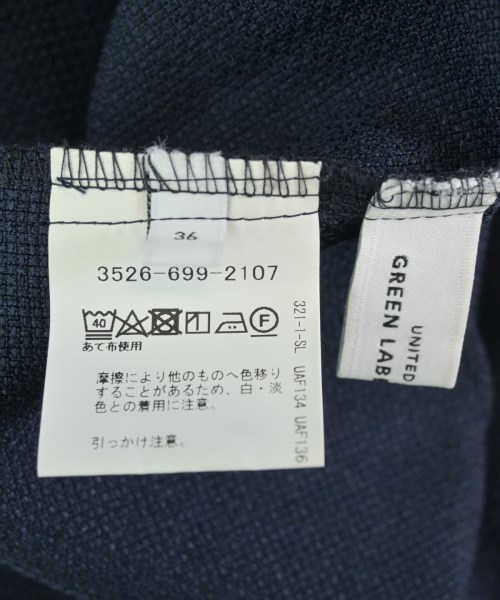 36
3526-699-2107
40
F
あて布使用
摩擦により他のものへ色移り
することがあるため、白・淡
色との着用に注意。
引っかけ注意。
321-1-SL UAF134 UAF136
UNITED
GREEN LAB